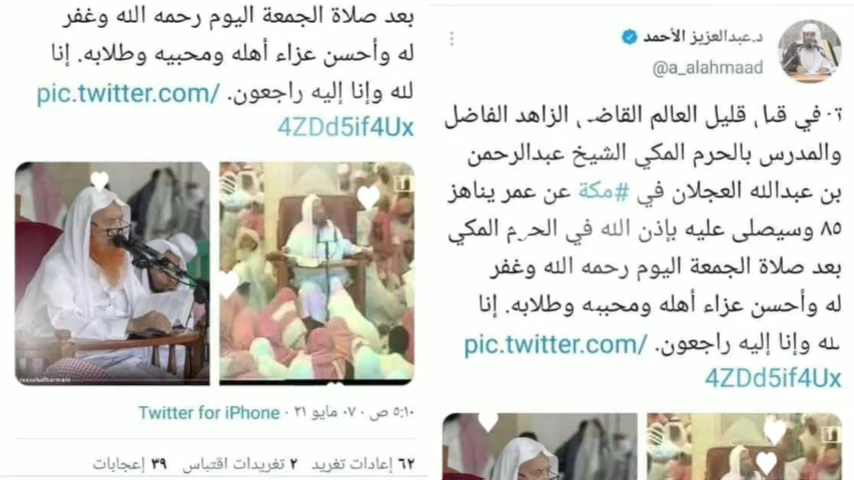 بعد صلاة الجمعة اليوم رحمه الله وغفر
له وأحسن عزاء أهله ومحبيه وطلابه. إنا
لله وإنا إليه راجعون. pic.twitter.com/
4ZDd5if4Ux
٥:١٠ ص · ٠٧ مايو ٢١ · Twitter for iPhone
٦٢ إعادات تغريد ٢ تغريدات اقتباس ٣٩ إعجابات
د.عبدالعزيز الأحمد
@a_alahmaad
قليل العالم الزاهد الفاضل
والمدرس بالحرم المكي الشيخ عبدالرحمن
بن عبدالله العجلان في #مكة عن عمر يناهز
٨٥ وسيصلى عليه بإذن الله في الحرم المكي
بعد صلاة الجمعة اليوم رحمه الله وغفر
له وأحسن عزاء أهله ومحبيه وطلابه. إنا
لله وإنا إليه راجعون. pic.twitter.com/
4ZDd5if4Ux